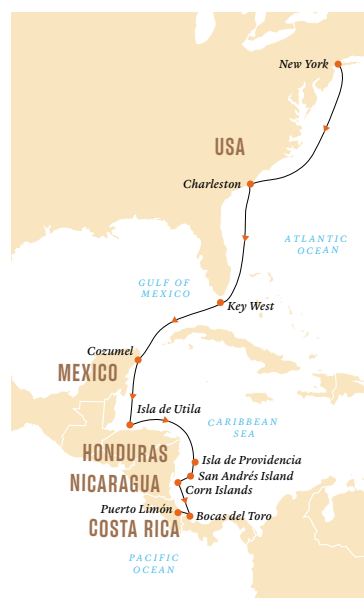 New York
USA
Charleston
ATLANTIC
OCEAN
GULF OF
MEXICO
Key West
Cozumel
MEXICO
Isla de Utila
CARIBBEAN
SEA
HONDURAS
Isla de Providencia
San Andrés Island
NICARAGUA
Corn Islands
Puerto Limón
Bocas del Toro
COSTA RICA
PACIFIC
OCEAN